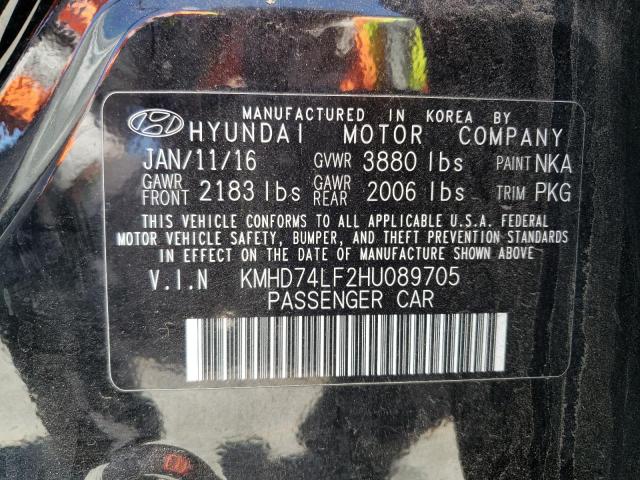 MANUFACTURED IN KOREA BY
HYUNDAI MOTOR COMPANY
JAN/11/16 GVWR 3880 lbs PAINT NKA
GAWR FRONT 2183 lbs GAWR REAR 2006 lbs TRIM PKG
THIS VEHICLE CONFORMS TO ALL APPLICABLE U.S.A. FEDERAL
MOTOR VEHICLE SAFETY, BUMPER, AND THEFT PREVENTION STANDARDS
IN EFFECT ON THE DATE OF MANUFACTURE SHOWN ABOVE.
V.I.N KMHD74LF2HU089705
PASSENGER CAR